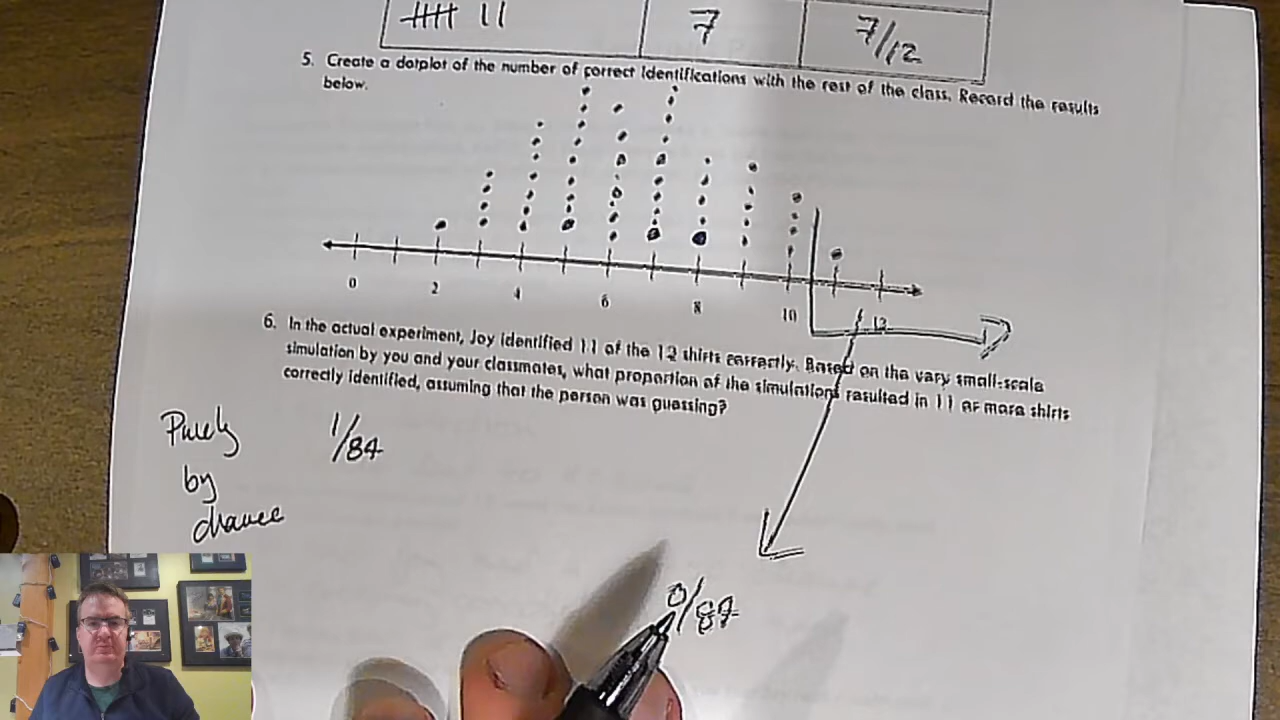 7
7/12
5. Create a dotplot of the number of correct identifications with the rest of the class. Record the results
below.
0 2 4 6 8 10 12
6. In the actual experiment, Joy identified 11 of the 12 shirts correctly. Based on the very small-scale
simulation by you and your classmates, what proportion of the simulations resulted in 11 or more shirts
correctly identified, assuming that the person was guessing?
Purely
by
chance
1/84
0/84